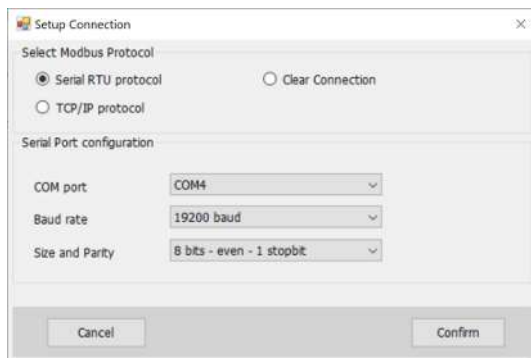 Setup Connection
Select Modbus Protocol
Serial RTU protocol
Clear Connection
TCP/IP protocol
Serial Port configuration
COM port COM4
Baud rate 19200 baud
Size and Parity 8 bits - even - 1 stopbit
Cancel Confirm